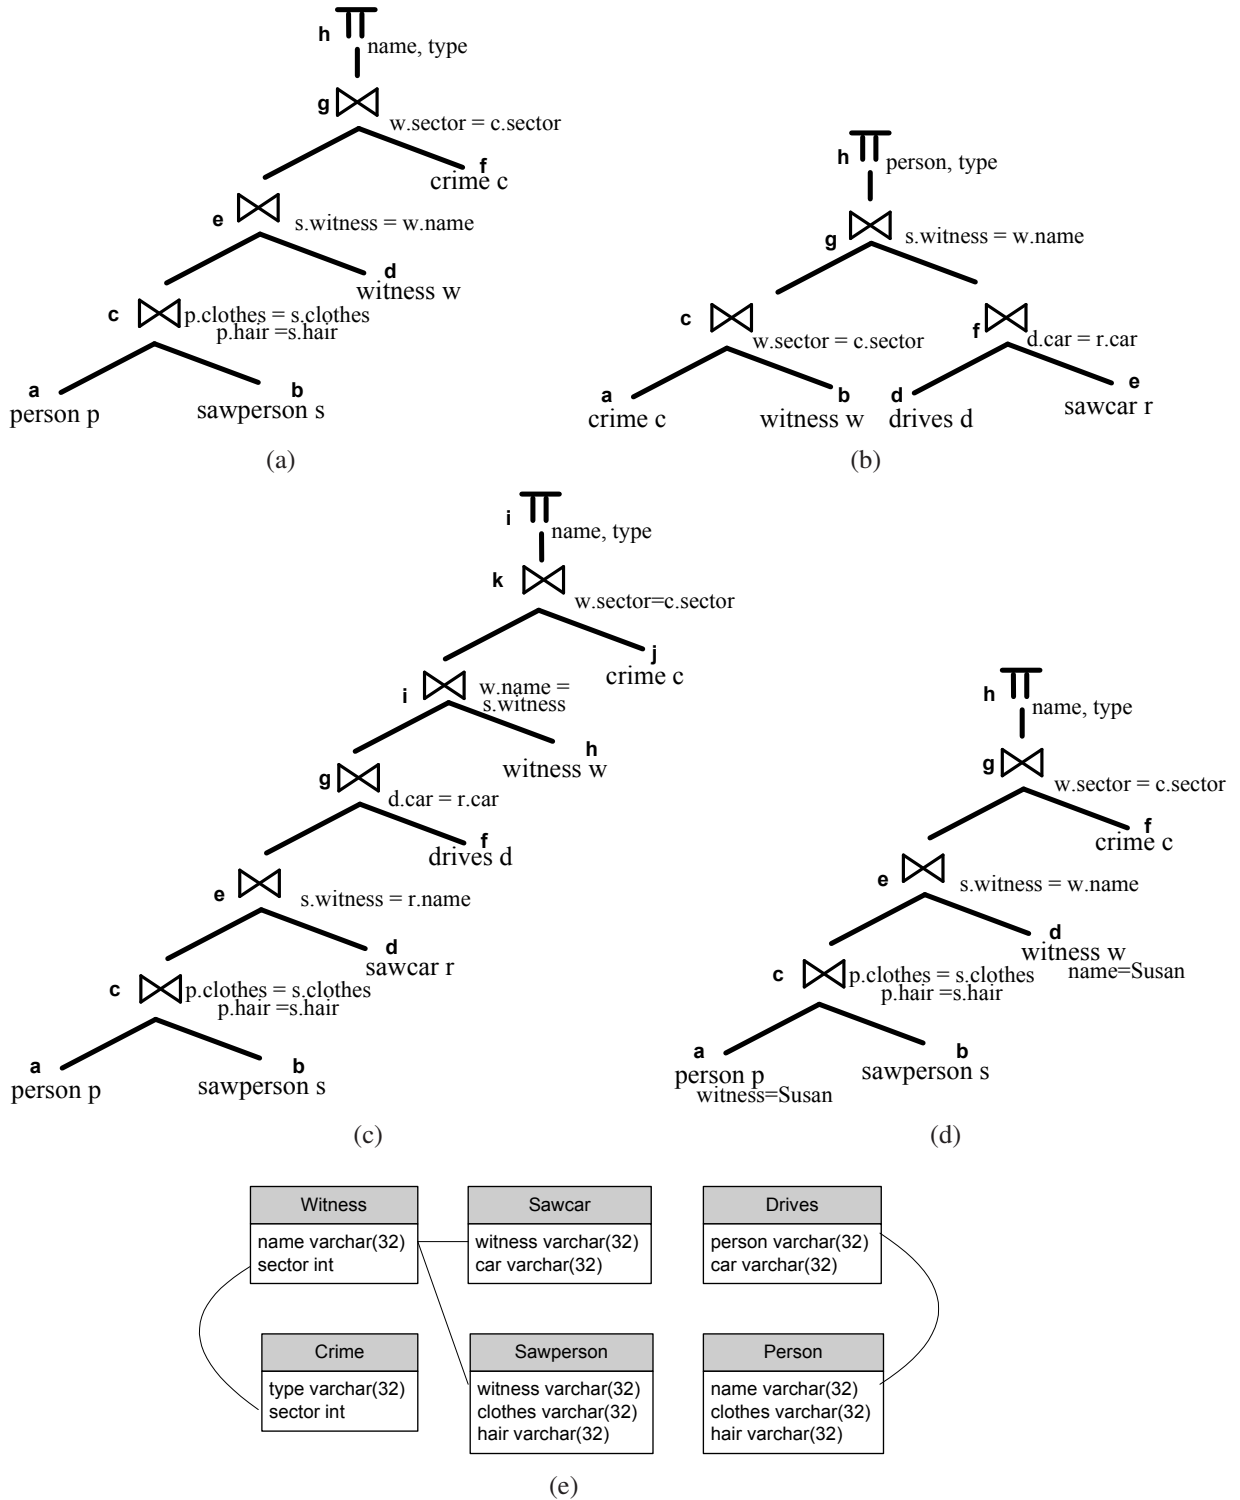 h
name, type
g
w.sector = c.sector
f
crime c
e
s.witness = w.name
d
witness w
c
p.clothes = s.clothes
p.hair =s.hair
a
person p
b
sawperson s
(a)
h
person, type
g
s.witness = w.name
c
w.sector = c.sector
f
d.car = r.car
a
crime c
b
witness w
d
drives d
e
sawcar r
(b)
i
name, type
k
w.sector=c.sector
j
crime c
i
w.name =
s.witness
h
witness w
g
d.car = r.car
f
drives d
e
s.witness = r.name
d
sawcar r
c
p.clothes = s.clothes
p.hair =s.hair
a
person p
b
sawperson s
(c)
h
name, type
g
w.sector = c.sector
f
crime c
e
s.witness = w.name
d
witness w
name=Susan
c
p.clothes = s.clothes
p.hair =s.hair
a
person p
witness=Susan
b
sawperson s
(d)
Witness
name varchar(32)
sector int
Sawcar
witness varchar(32)
car varchar(32)
Drives
person varchar(32)
car varchar(32)
Crime
type varchar(32)
sector int
Sawperson
witness varchar(32)
clothes varchar(32)
hair varchar(32)
Person
name varchar(32)
clothes varchar(32)
hair varchar(32)
(e)